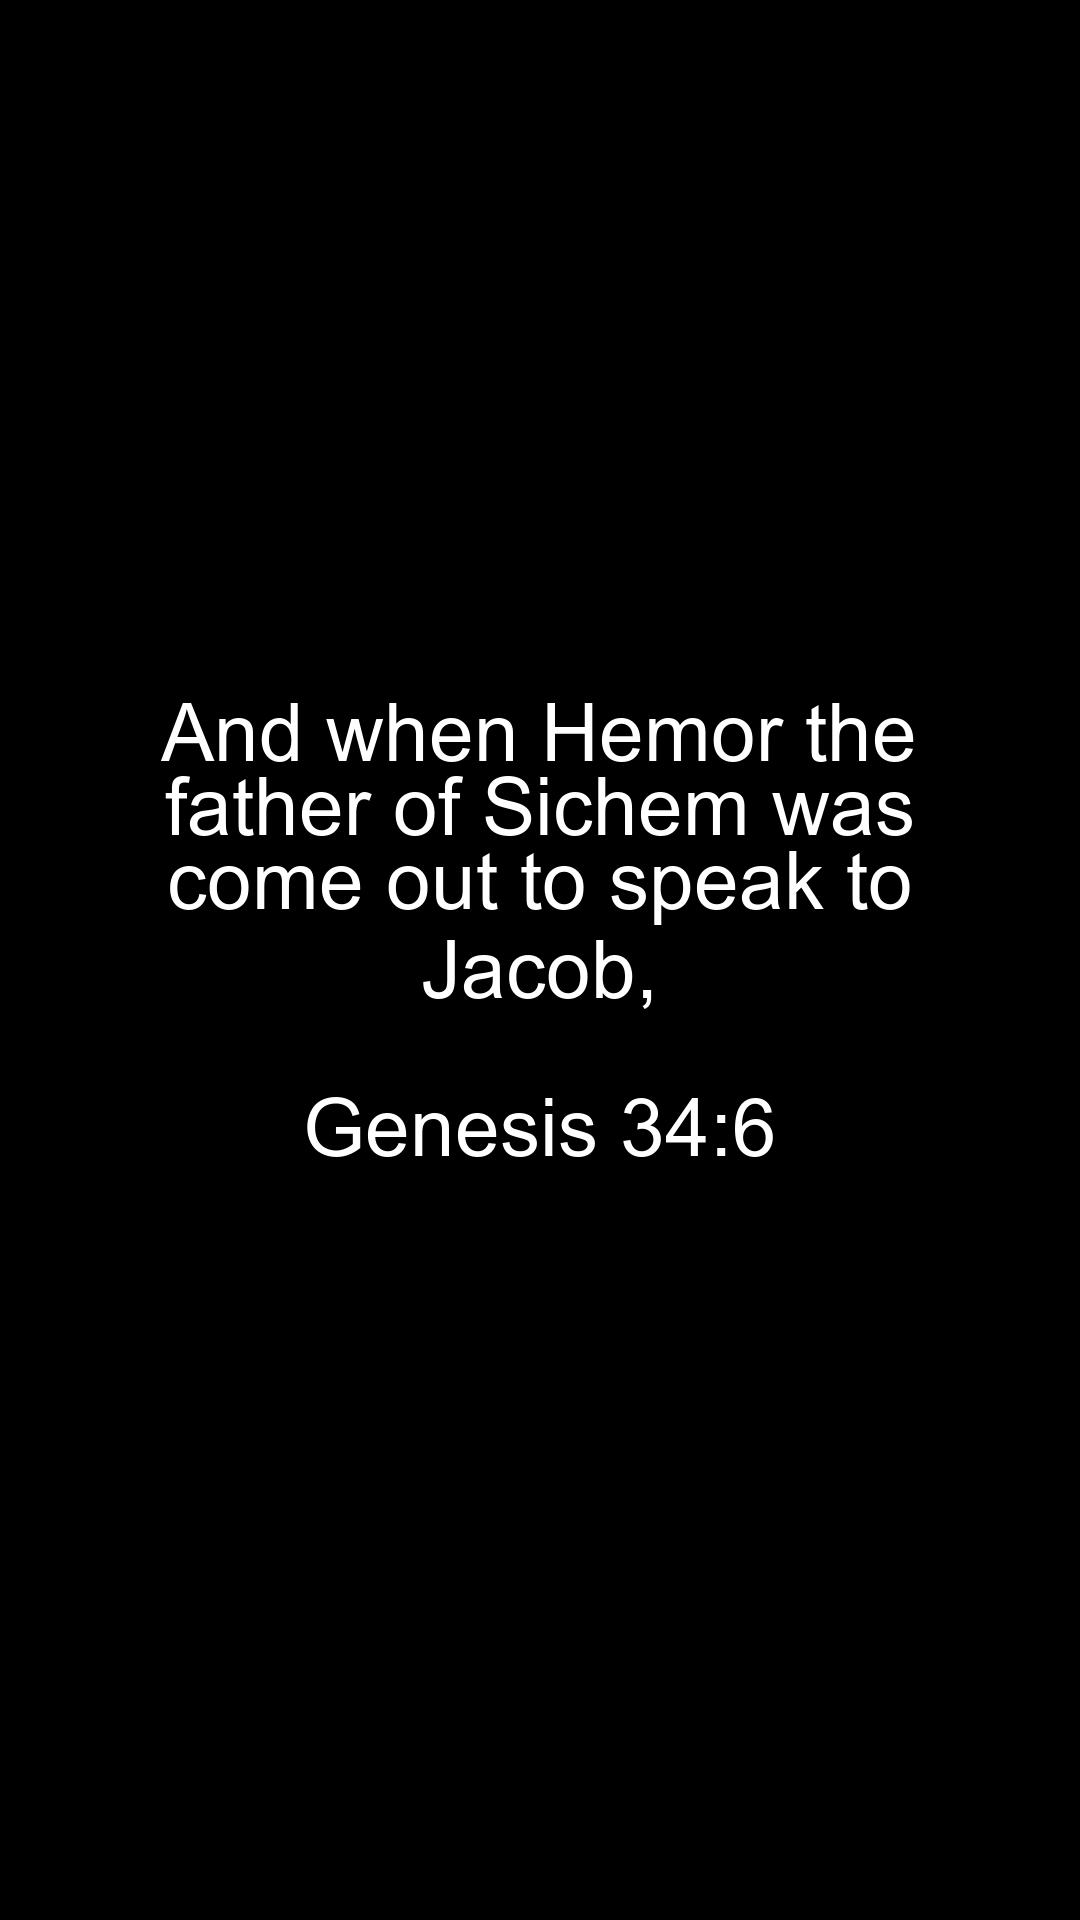 And when Hemor the
father of Sichem was
come out to speak to
Jacob,
Genesis 34:6